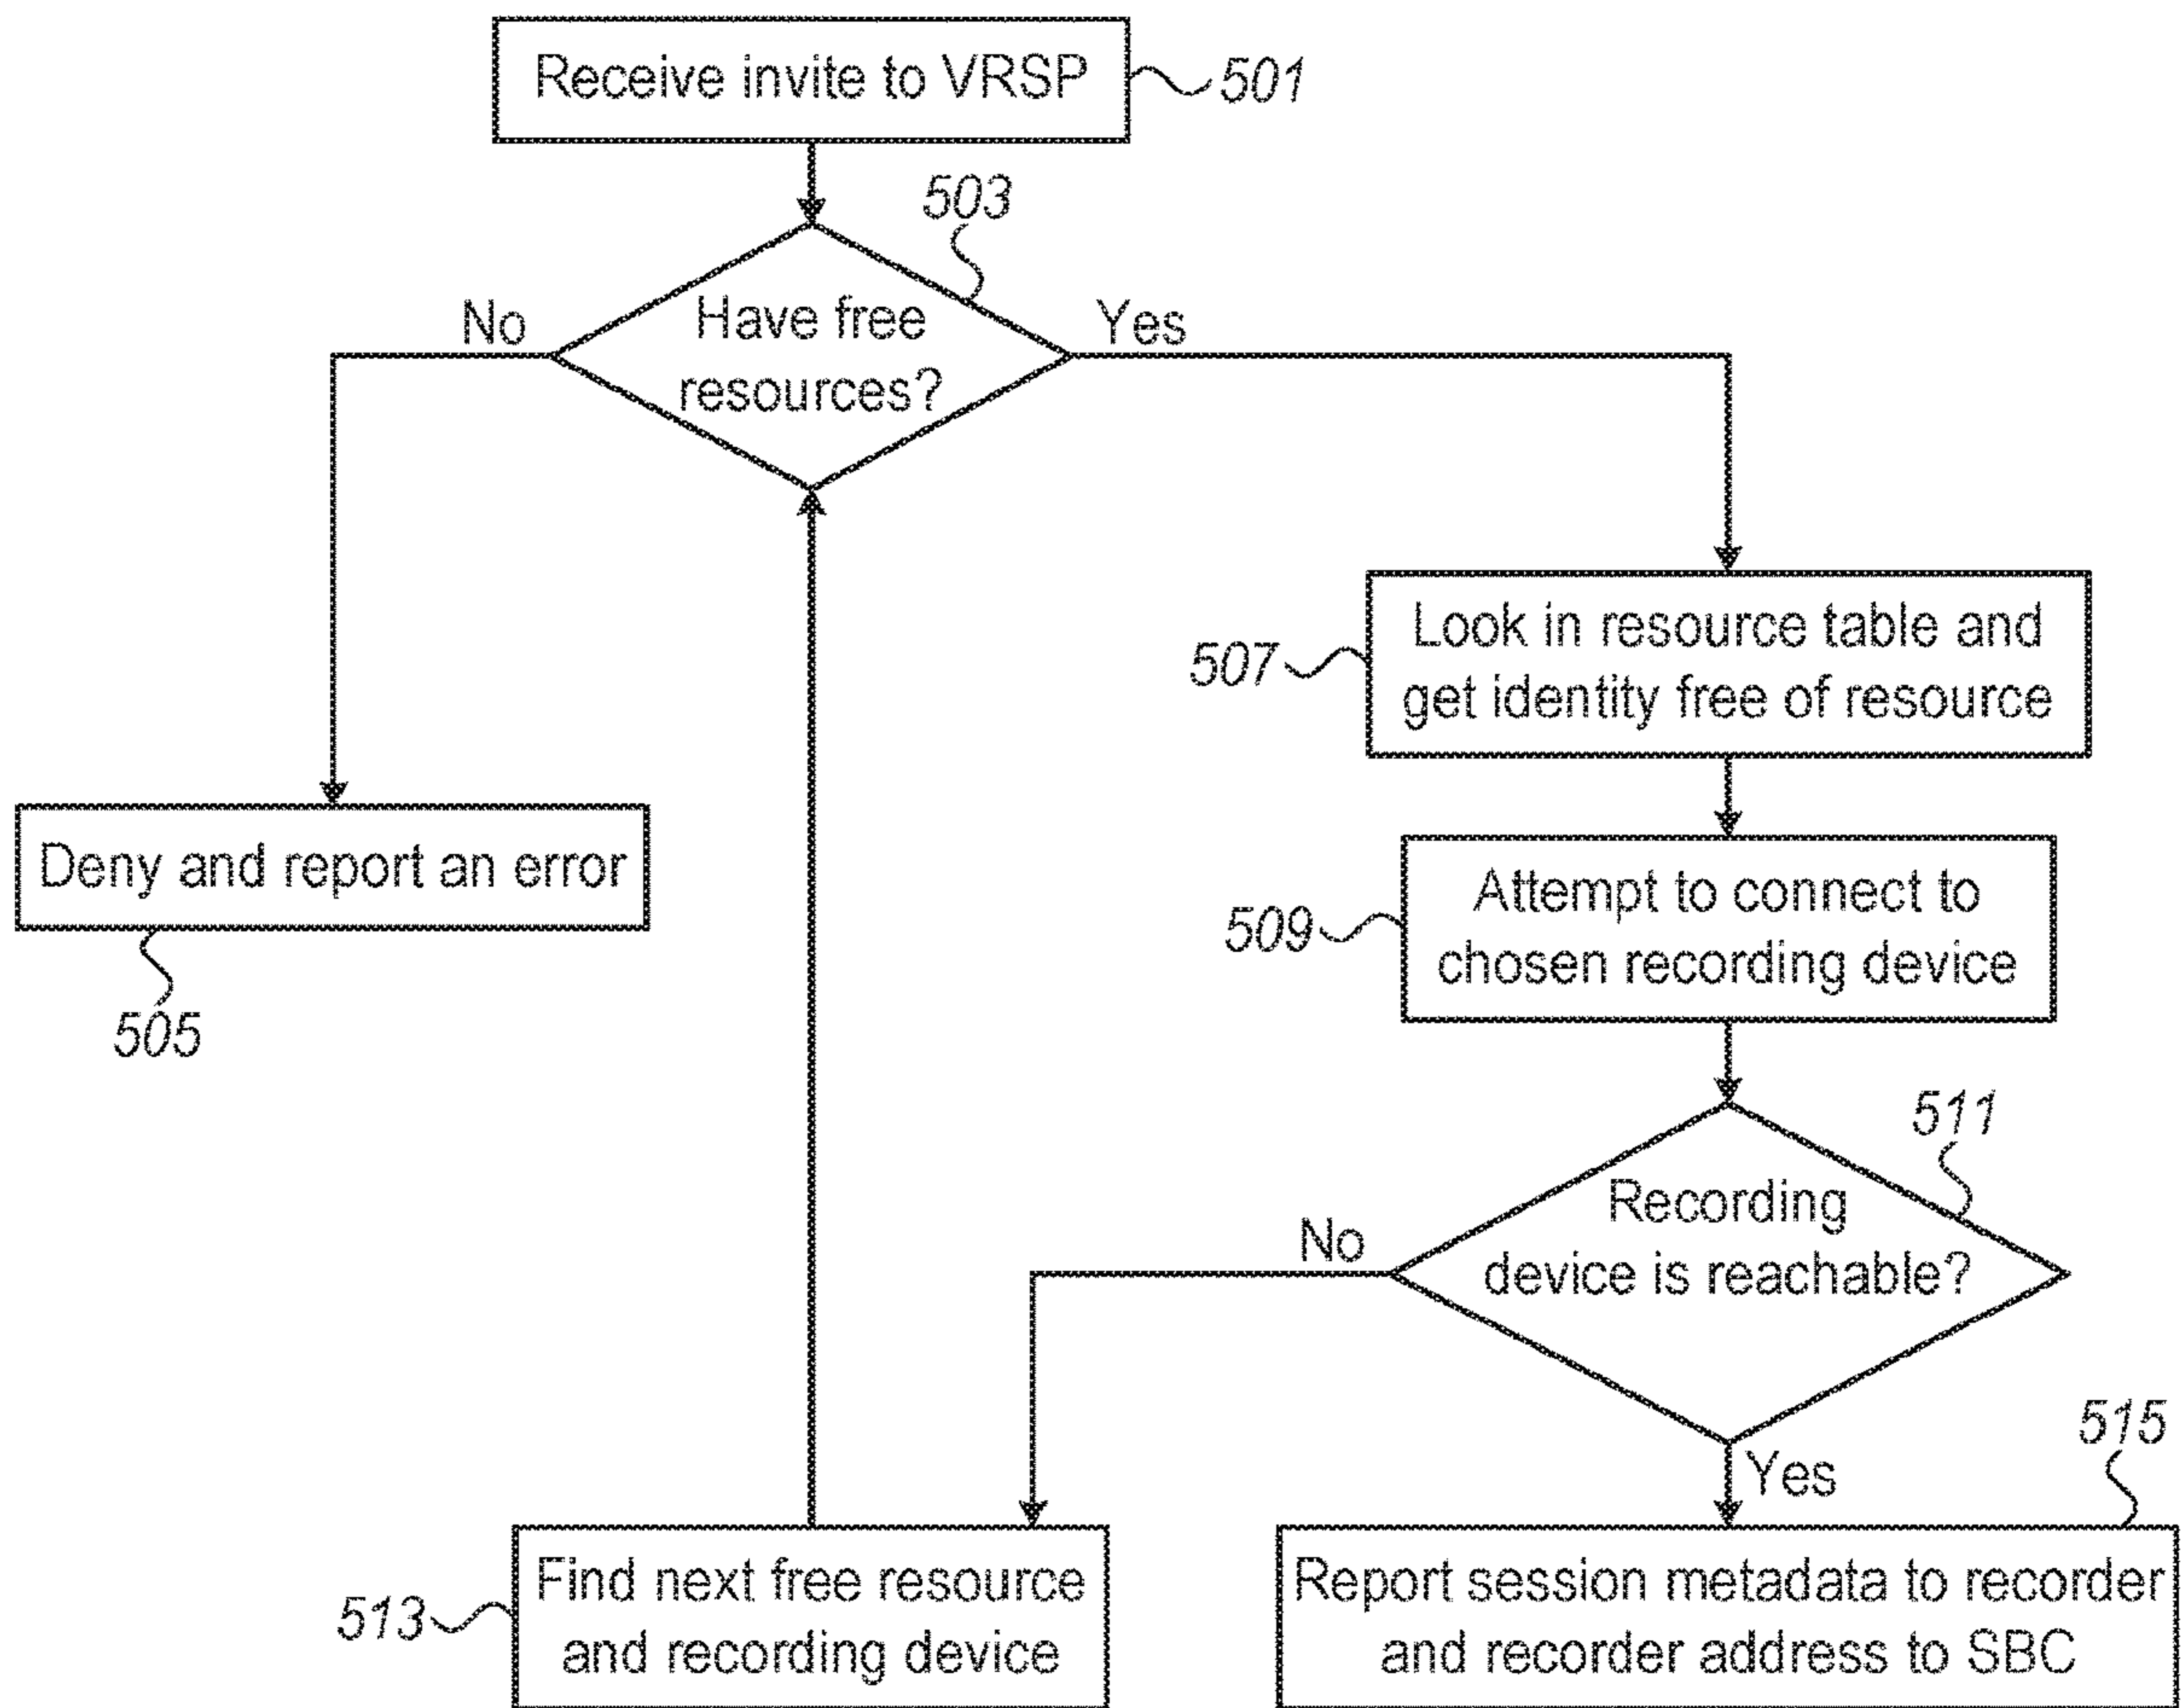 Receive invite to VRSP
501
503
No
Have free
resources?
Yes
Look in resource table and
get identity free of resource
507
Deny and report an error
505
Attempt to connect to
chosen recording device
509
511
Recording
device is reachable?
No
Yes
515
Find next free resource
and recording device
513
Report session metadata to recorder
and recorder address to SBC